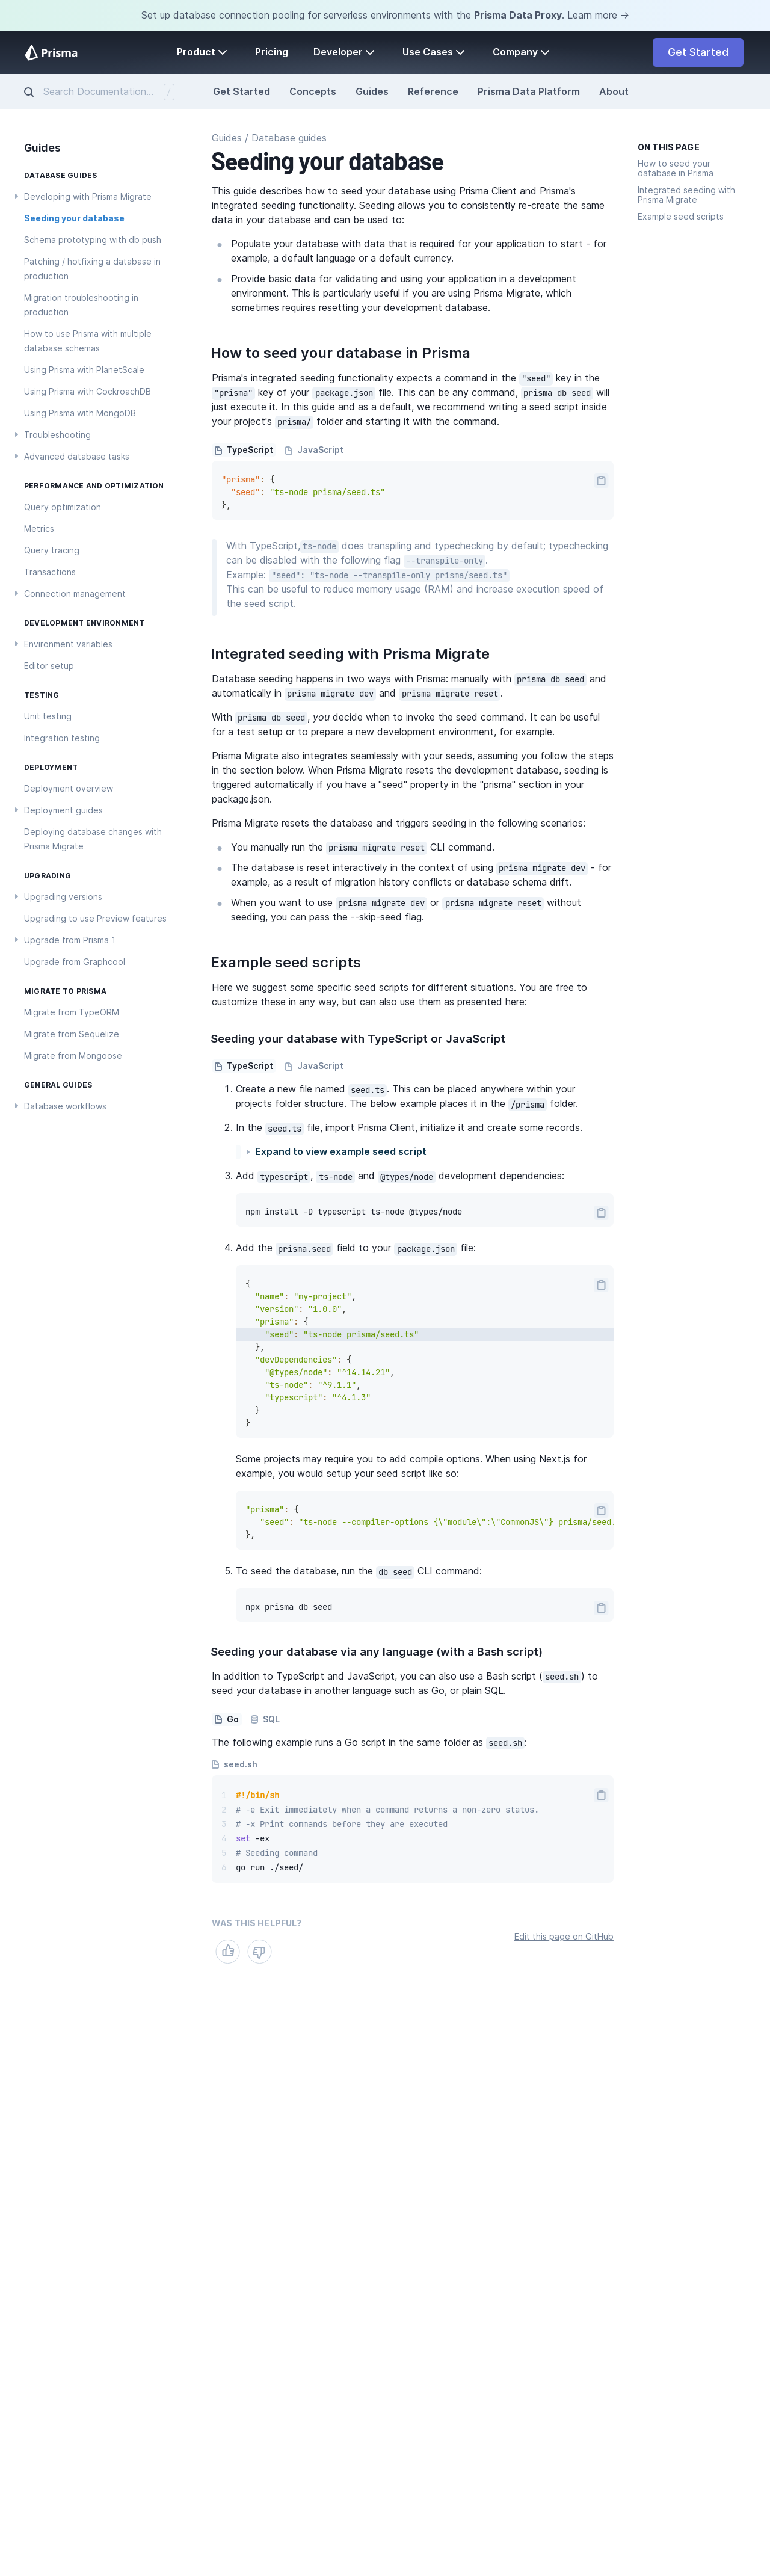 Set up database connection pooling for serverless environments with the Prisma Data Proxy. Learn more →
Prisma
Product
Pricing
Developer
Use Cases
Company
Get Started
Search Documentation... /
Get Started
Concepts
Guides
Reference
Prisma Data Platform
About
Guides
DATABASE GUIDES
Developing with Prisma Migrate
Seeding your database
Schema prototyping with db push
Patching / hotfixing a database in
production
Migration troubleshooting in
production
How to use Prisma with multiple
database schemas
Using Prisma with PlanetScale
Using Prisma with CockroachDB
Using Prisma with MongoDB
Troubleshooting
Advanced database tasks
PERFORMANCE AND OPTIMIZATION
Query optimization
Metrics
Query tracing
Transactions
Connection management
DEVELOPMENT ENVIRONMENT
Environment variables
Editor setup
TESTING
Unit testing
Integration testing
DEPLOYMENT
Deployment overview
Deployment guides
Deploying database changes with
Prisma Migrate
UPGRADING
Upgrading versions
Upgrading to use Preview features
Upgrade from Prisma 1
Upgrade from Graphcool
MIGRATE TO PRISMA
Migrate from TypeORM
Migrate from Sequelize
Migrate from Mongoose
GENERAL GUIDES
Database workflows
Guides / Database guides
Seeding your database
This guide describes how to seed your database using Prisma Client and Prisma's
integrated seeding functionality. Seeding allows you to consistently re-create the same
data in your database and can be used to:
Populate your database with data that is required for your application to start - for
example, a default language or a default currency.
Provide basic data for validating and using your application in a development
environment. This is particularly useful if you are using Prisma Migrate, which
sometimes requires resetting your development database.
How to seed your database in Prisma
Prisma's integrated seeding functionality expects a command in the "seed" key in the
"prisma" key of your package.json file. This can be any command, prisma db seed will
just execute it. In this guide and as a default, we recommend writing a seed script inside
your project's prisma/ folder and starting it with the command.
TypeScript JavaScript
"prisma": {
"seed": "ts-node prisma/seed.ts"
},
With TypeScript, ts-node does transpiling and typechecking by default; typechecking
can be disabled with the following flag --transpile-only.
Example: "seed": "ts-node --transpile-only prisma/seed.ts"
This can be useful to reduce memory usage (RAM) and increase execution speed of
the seed script.
Integrated seeding with Prisma Migrate
Database seeding happens in two ways with Prisma: manually with prisma db seed and
automatically in prisma migrate dev and prisma migrate reset.
With prisma db seed, you decide when to invoke the seed command. It can be useful
for a test setup or to prepare a new development environment, for example.
Prisma Migrate also integrates seamlessly with your seeds, assuming you follow the steps
in the section below. When Prisma Migrate resets the development database, seeding is
triggered automatically if you have a "seed" property in the "prisma" section in your
package.json.
Prisma Migrate resets the database and triggers seeding in the following scenarios:
You manually run the prisma migrate reset CLI command.
The database is reset interactively in the context of using prisma migrate dev - for
example, as a result of migration history conflicts or database schema drift.
When you want to use prisma migrate dev or prisma migrate reset without
seeding, you can pass the --skip-seed flag.
Example seed scripts
Here we suggest some specific seed scripts for different situations. You are free to
customize these in any way, but can also use them as presented here:
Seeding your database with TypeScript or JavaScript
TypeScript JavaScript
1. Create a new file named seed.ts. This can be placed anywhere within your
projects folder structure. The below example places it in the /prisma folder.
2. In the seed.ts file, import Prisma Client, initialize it and create some records.
Expand to view example seed script
3. Add typescript, ts-node and @types/node development dependencies:
npm install -D typescript ts-node @types/node
4. Add the prisma.seed field to your package.json file:
{
"name": "my-project",
"version": "1.0.0",
"prisma": {
"seed": "ts-node prisma/seed.ts"
},
"devDependencies": {
"@types/node": "^14.14.21",
"ts-node": "^9.1.1",
"typescript": "^4.1.3"
}
}
Some projects may require you to add compile options. When using Next.js for
example, you would setup your seed script like so:
"prisma": {
"seed": "ts-node --compiler-options {\"module\":\"CommonJS\"} prisma/seed.
},
5. To seed the database, run the db seed CLI command:
npx prisma db seed
Seeding your database via any language (with a Bash script)
In addition to TypeScript and JavaScript, you can also use a Bash script (seed.sh) to
seed your database in another language such as Go, or plain SQL.
Go SQL
The following example runs a Go script in the same folder as seed.sh:
seed.sh
1 #!/bin/sh
2 # -e Exit immediately when a command returns a non-zero status.
3 # -x Print commands before they are executed
4 set -ex
5 # Seeding command
6 go run ./seed/
WAS THIS HELPFUL?
Edit this page on GitHub
ON THIS PAGE
How to seed your
database in Prisma
Integrated seeding with
Prisma Migrate
Example seed scripts